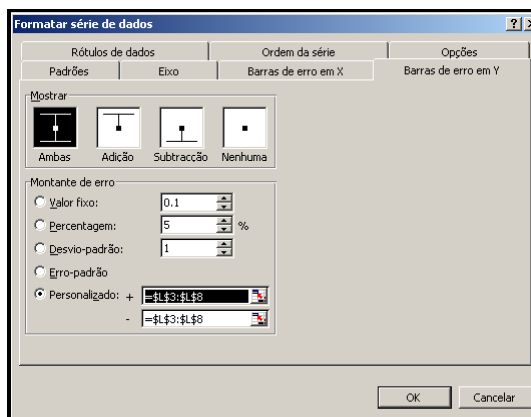 Formatar série de dados
Rótulos de dados Ordem da série Opções
Padrões Eixo Barras de erro em X Barras de erro em Y
Mostrar
Ambas Adição Subtracção Nenhuma
Montante de erro
Valor fixo: 0.1
Percentagem: 5 %
Desvio-padrão: 1
Erro-padrão
Personalizado: + =$L$3:$L$8
- =$L$3:$L$8
OK Cancelar